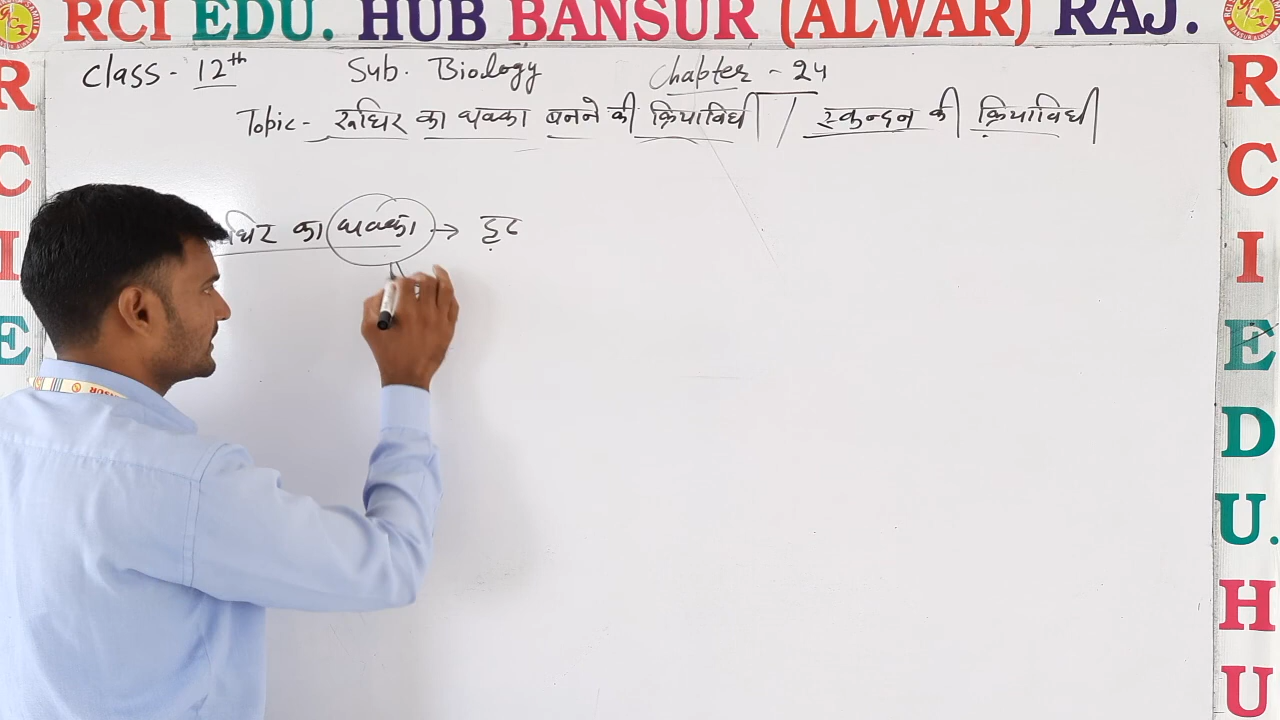 RCI EDU. HUB BANSUR (ALWAR) RAJ.
Class - 12th Sub. Biology Chapter - 24
Topic- रूधिर का थक्का बनने की क्रियाविधी / स्कन्दन की क्रियाविधी
धिर का थक्का →
R
C
I
E
R
C
I
E
D
U.
H
U